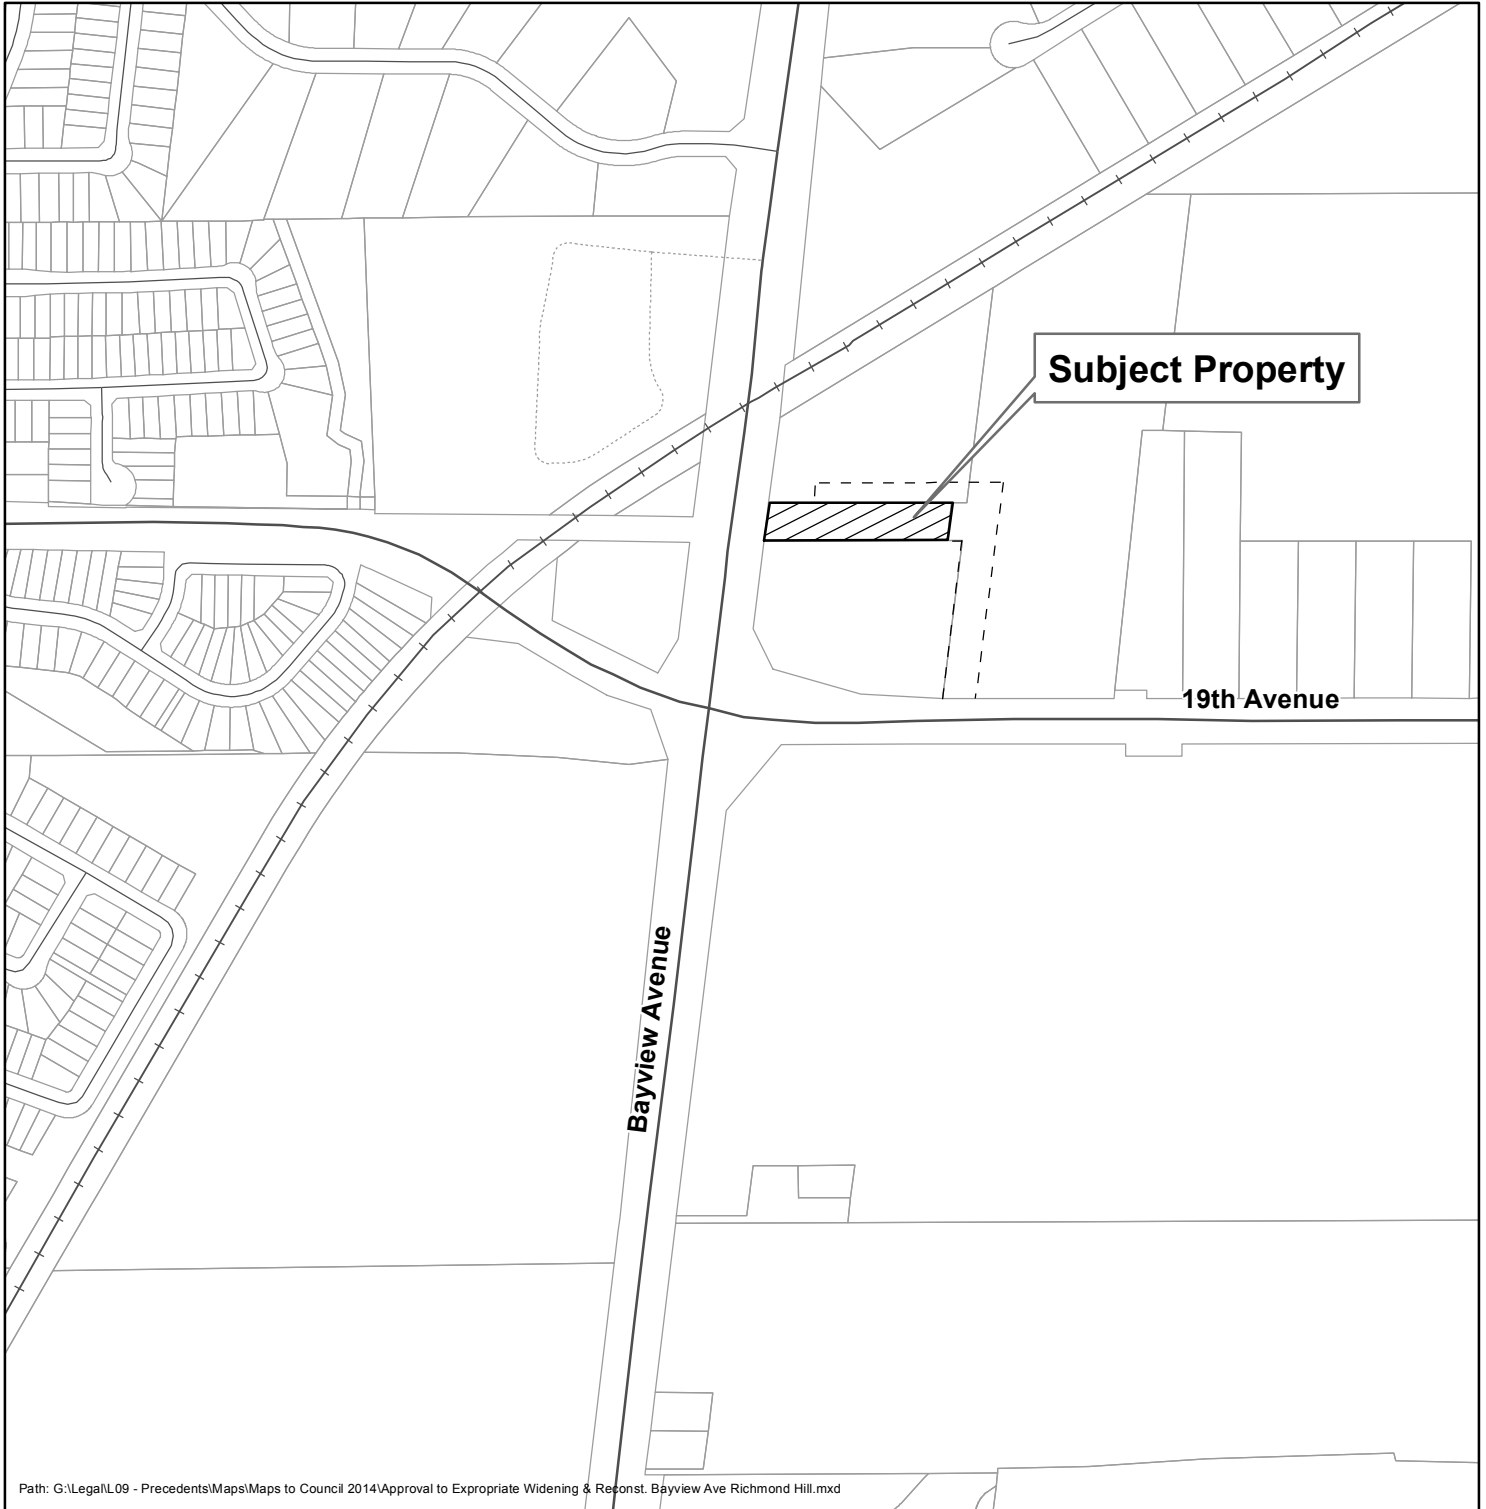 Subject Property
19th Avenue
Bayview Avenue
Path: G:\Legal\L09 - Precedents\Maps\Maps to Council 2014\Approval to Expropriate Widening & Reconst. Bayview Ave Richmond Hill.mxd